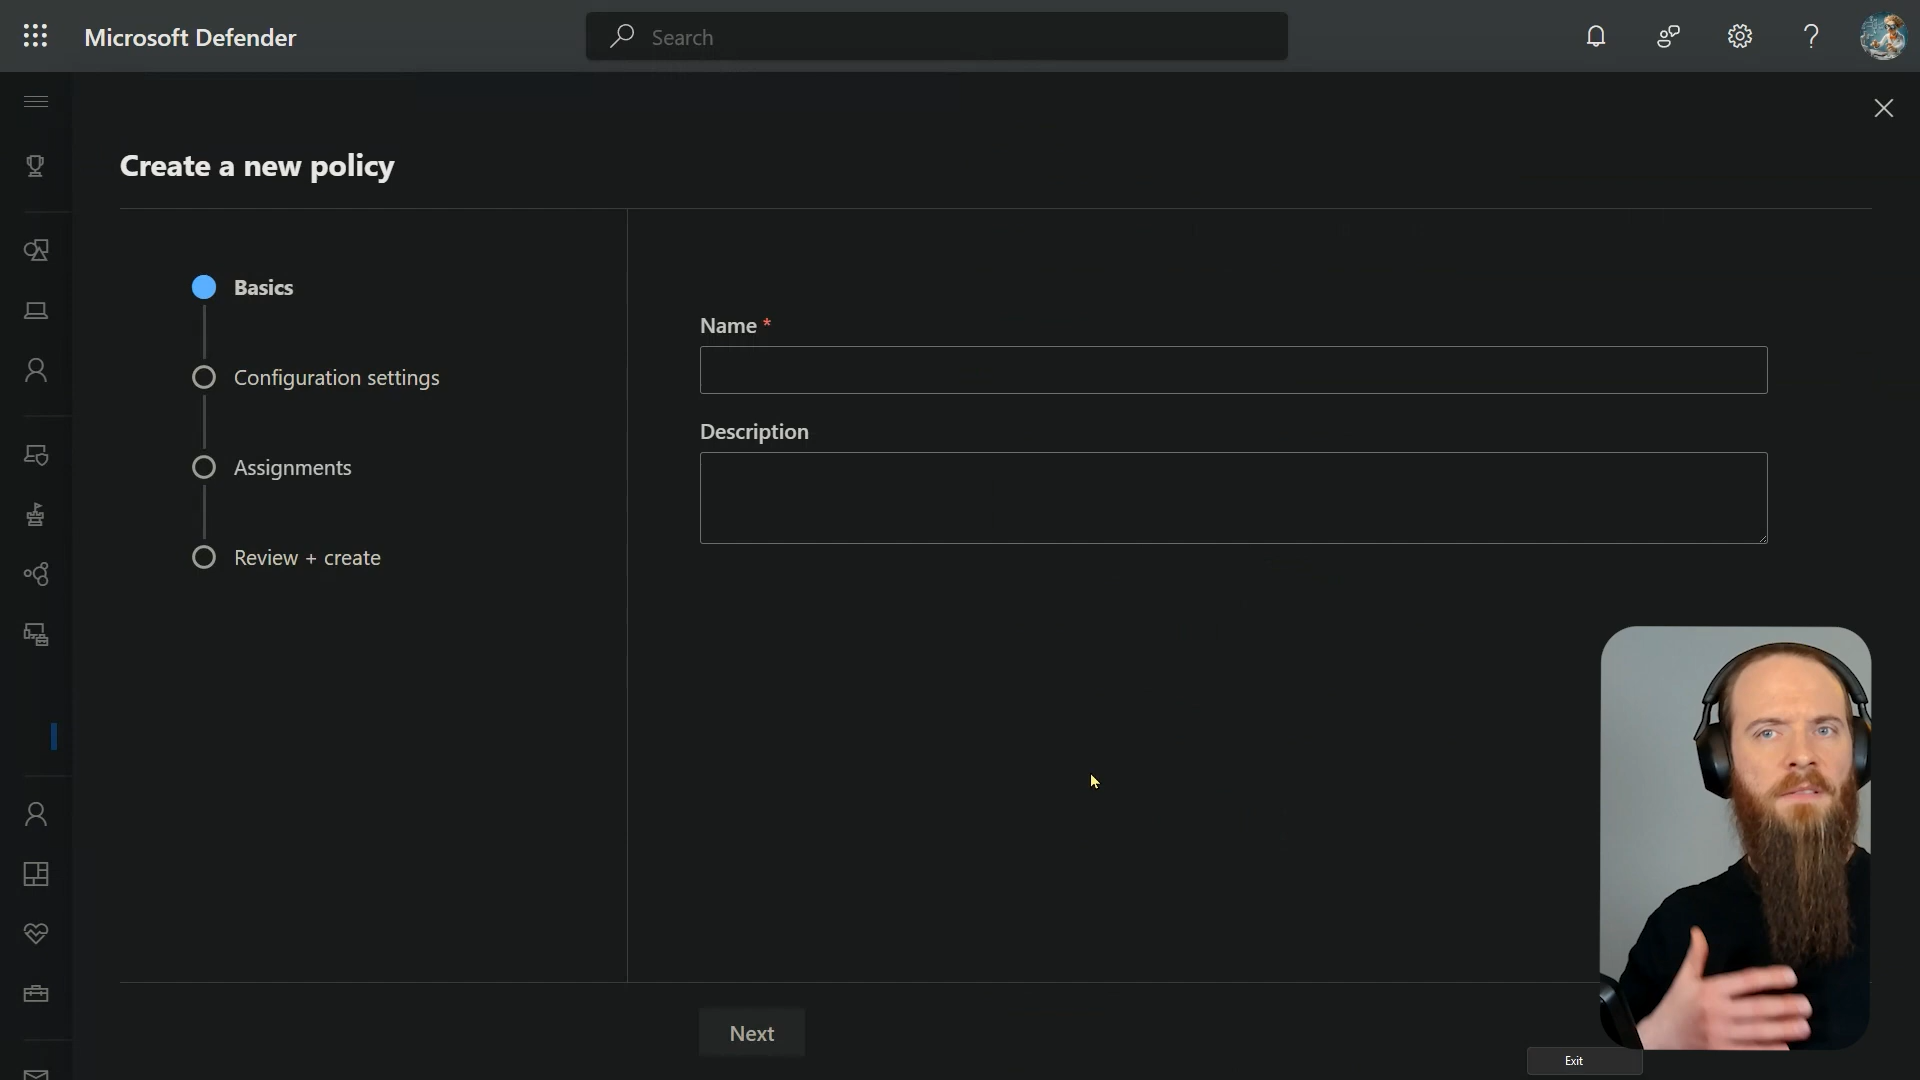 Microsoft Defender
Search
Create a new policy
Basics
Configuration settings
Assignments
Review + create
Name *
Description
Next
Exit